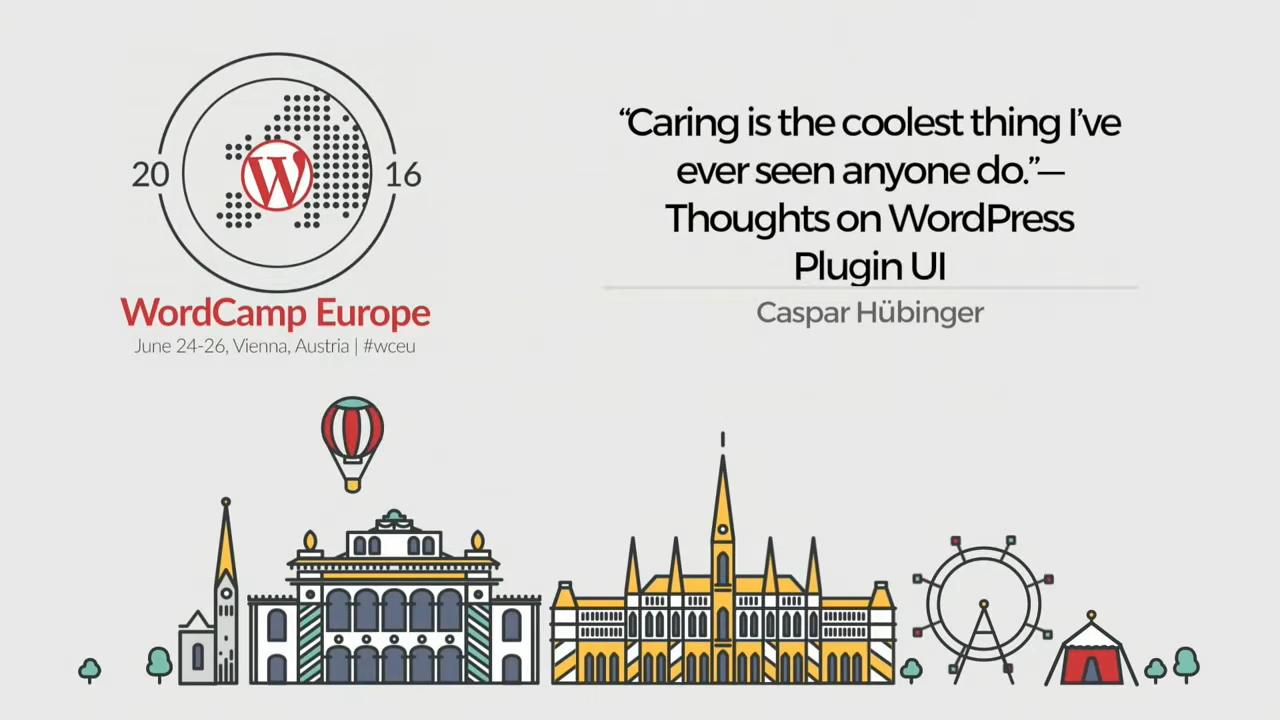 20 16
WordCamp Europe
June 24-26, Vienna, Austria | #wceu
“Caring is the coolest thing I’ve
ever seen anyone do.”—
Thoughts on WordPress
Plugin UI
Caspar Hübinger